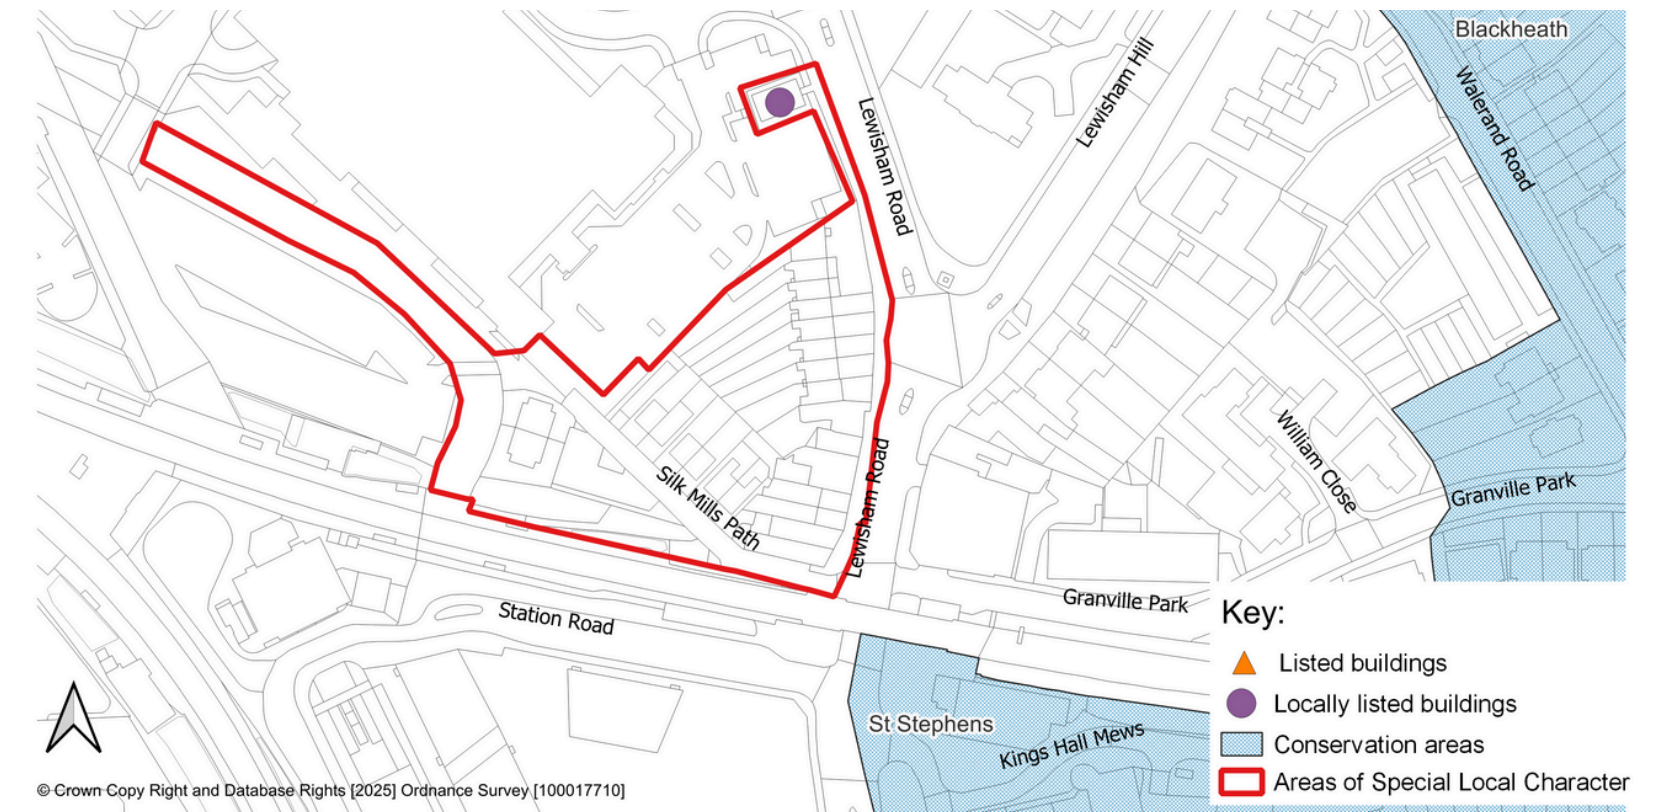 Blackheath
Walerand Road
Lewisham Hill
Lewisham Road
William Close
Granville Park
Silk Mills Path
Lewisham Road
Granville Park
Station Road
St Stephens
Kings Hall Mews
Key:
Listed buildings
Locally listed buildings
Conservation areas
Areas of Special Local Character
© Crown Copy Right and Database Rights [2025] Ordnance Survey [100017710]